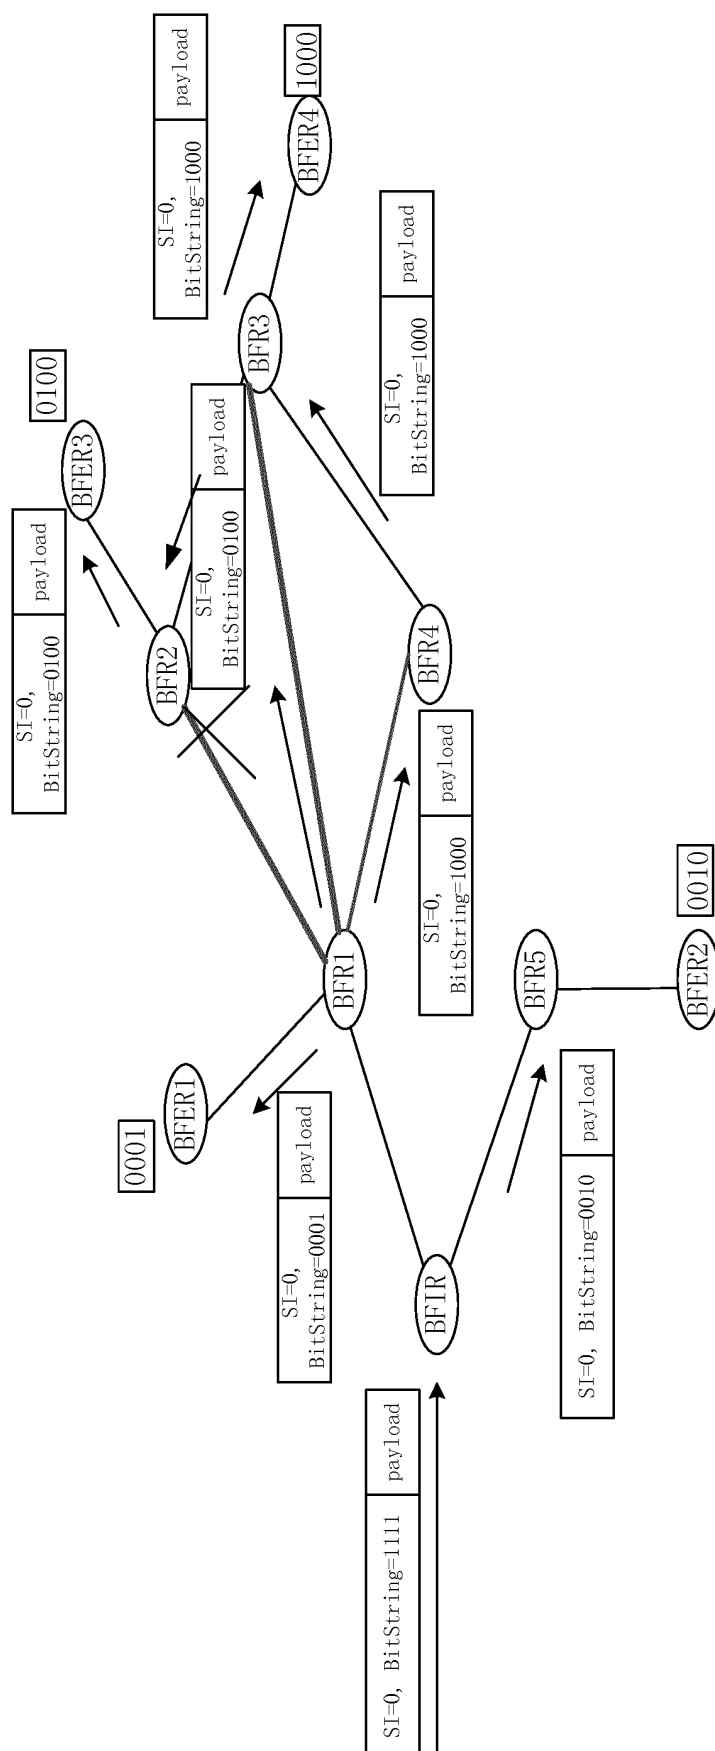 SI=0, BitString=1111
payload
BFIR
SI=0, BitString=0010
payload
BFR5
BFER2
0010
SI=0,
BitString=0001
payload
0001
BFER1
BFR1
SI=0,
BitString=1000
payload
BFR4
SI=0,
BitString=0100
payload
BFR2
SI=0,
BitString=0100
payload
BFER3
0100
SI=0,
BitString=1000
payload
BFR3
SI=0,
BitString=1000
payload
BFER4
1000